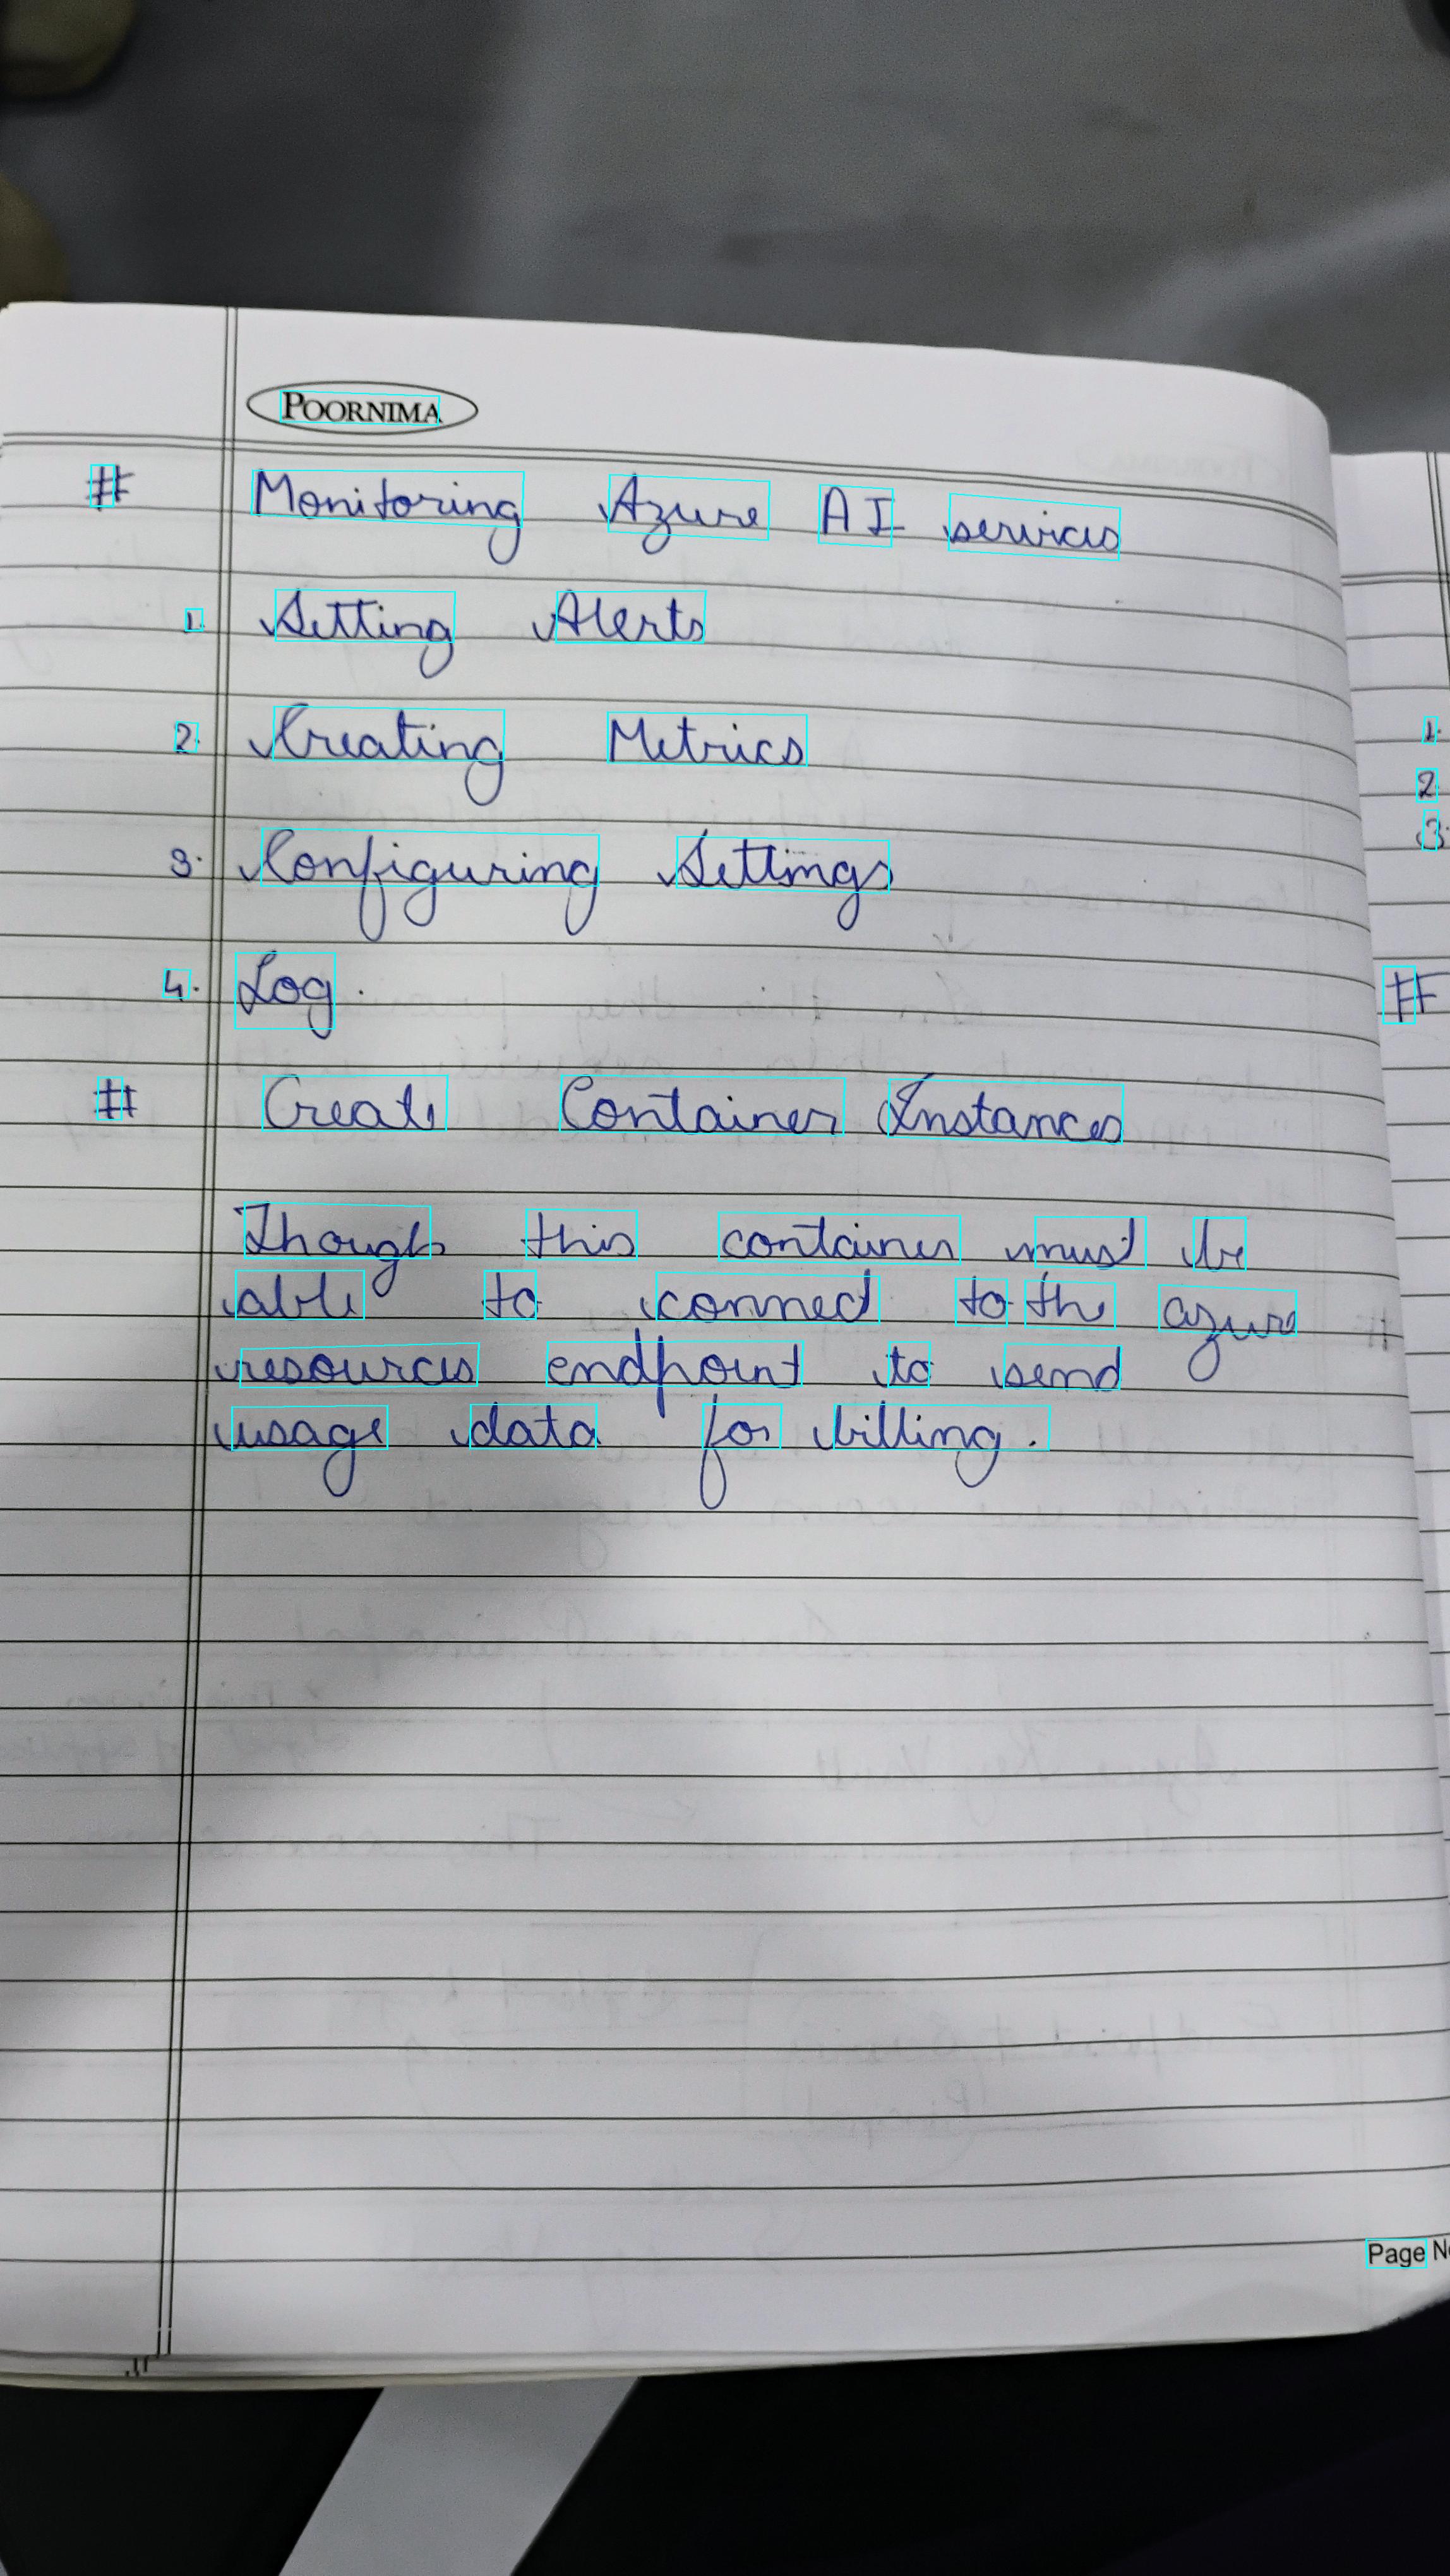 POORNIMA
# Monitoring Azure AI services
1. Setting Alerts
2. Creating Metrics
3. Configuring Settings
4. Log.
# Create Container Instances
Though this container must be
able to connect to the azure
resources endpoint to send
usage data for billing.
1.
2
3.
#
Page